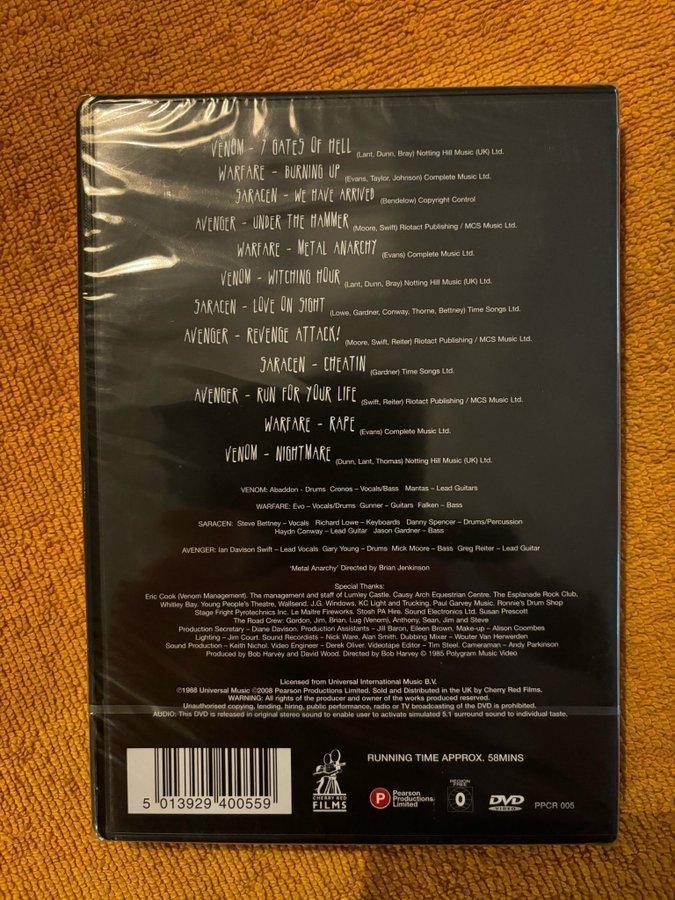 VENOM - 7 GATES OF HELL (Lant, Dunn, Bray) Notting Hill Music (UK) Ltd.
WARFARE - BURNING UP (Evans, Taylor, Johnson) Complete Music Ltd.
SARACEN - WE HAVE ARRIVED (Bendelow) Copyright Control
AVENGER - UNDER THE HAMMER (Moore, Swift) Riotact Publishing / MCS Music Ltd.
WARFARE - METAL ANARCHY (Evans) Complete Music Ltd.
VENOM - WITCHING HOUR (Lant, Dunn, Bray) Notting Hill Music (UK) Ltd.
SARACEN - LOVE ON SIGHT (Lowe, Gardner, Conway, Thorne, Bettney) Time Songs Ltd.
AVENGER - REVENGE ATTACK! (Moore, Swift, Reiter) Riotact Publishing / MCS Music Ltd.
SARACEN - CHEATIN (Gardner) Time Songs Ltd.
AVENGER - RUN FOR YOUR LIFE (Swift, Reiter) Riotact Publishing / MCS Music Ltd.
WARFARE - RAPE (Evans) Complete Music Ltd.
VENOM - NIGHTMARE (Dunn, Lant, Thomas) Notting Hill Music (UK) Ltd.
VENOM: Abaddon - Drums Cronos – Vocals/Bass Mantas – Lead Guitars
WARFARE: Evo – Vocals/Drums Gunner – Guitars Falken – Bass
SARACEN: Steve Bettney – Vocals Richard Lowe – Keyboards Danny Spencer – Drums/Percussion
Haydn Conway – Lead Guitar Jason Gardner – Bass
AVENGER: Ian Davison Swift – Lead Vocals Gary Young – Drums Mick Moore – Bass Greg Reiter – Lead Guitar
'Metal Anarchy' Directed by Brian Jenkinson
Special Thanks:
Eric Cook (Venom Management). The management and staff of Lumley Castle. Causy Arch Equestrian Centre. The Esplanade Rock Club,
Whitley Bay. Young People's Theatre, Wallsend. J.G. Windows, KC Light and Trucking. Paul Garvey Music. Ronnie's Drum Shop
Stage Fright Pyrotechnics Inc. Le Maitre Fireworks. Stosh PA Hire. Sound Electronics Ltd. Susan Prescott
The Road Crew: Gordon, Jim, Brian, Lug (Venom), Anthony, Sean, Jim and Steve
Production Secretary – Diane Davison. Production Assistants – Jill Baron, Eileen Brown. Make-up – Alison Coombes
Lighting – Jim Court. Sound Recordists – Nick Ware, Alan Smith. Dubbing Mixer – Wouter Van Herwerden
Sound Production – Keith Nichol. Video Engineer – Derek Oliver. Videotape Editor – Tim Steel. Cameraman – Andy Parkinson
Produced by Bob Harvey and David Wood. Directed by Bob Harvey © 1985 Polygram Music Video
Licensed from Universal International Music B.V.
℗1988 Universal Music ©2008 Pearson Productions Limited. Sold and Distributed in the UK by Cherry Red Films.
WARNING: All rights of the producer and owner of the works produced reserved.
Unauthorised copying, lending, hiring, public performance, radio or TV broadcasting of the DVD is prohibited.
AUDIO: This DVD is released in original stereo sound to enable user to activate simulated 5.1 surround sound to individual taste.
RUNNING TIME APPROX. 58MINS
5 013929 400559
CHERRY RED
FILMS
P Pearson Productions Limited
REGION FREE
0
DVD
VIDEO
PPCR 005